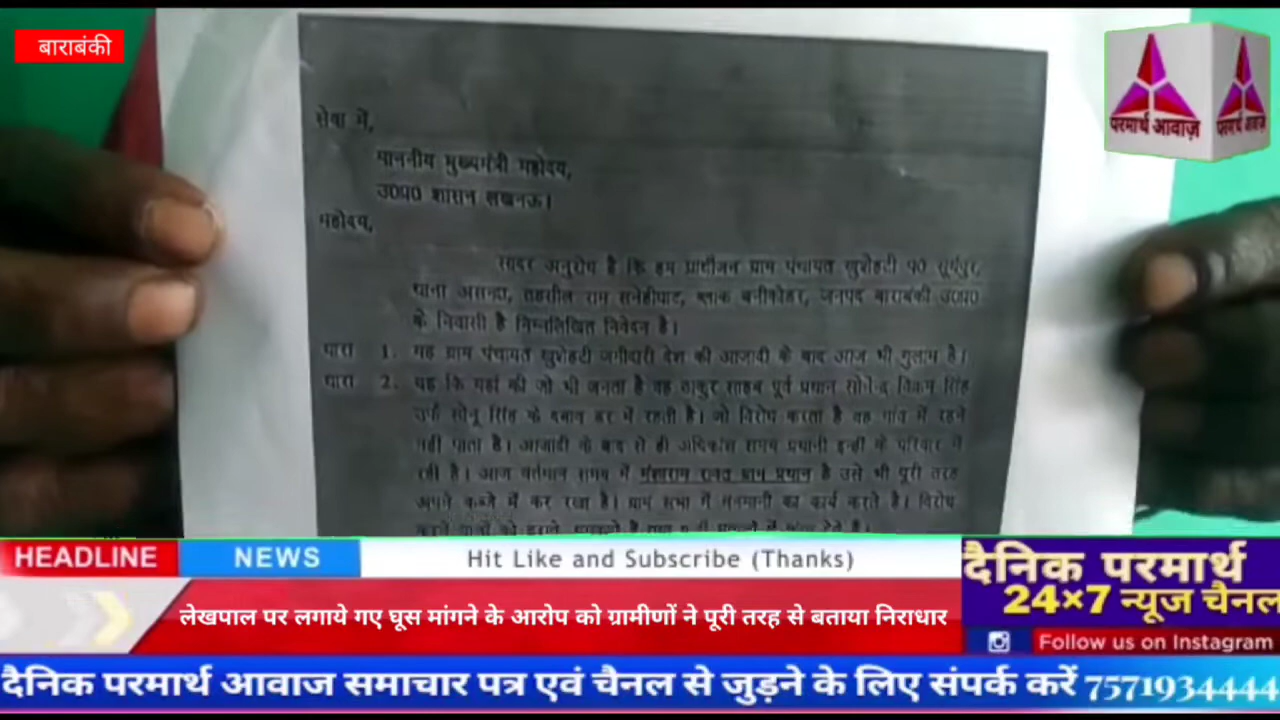 बाराबंकी
परमार्थ आवाज़
परमार्थ आवाज़
सेवा में,
माननीय मुख्यमंत्री महोदय,
उ0प्र0 शासन लखनऊ।
महोदय,
सादर अनुरोध है कि हम प्रार्थीजन ग्राम पंचायत खुशेहटी प0 सूर्यपुर,
थाना असन्द्रा, तहसील राम सनेहीघाट, ब्लाक बनीकोडर, जनपद बाराबंकी उ0प्र0
के निवासी है निम्नलिखित निवेदन है।
धारा 1. यह ग्राम पंचायत खुशेहटी जमीदारी देश की आजादी के बाद आज भी गुलाम है।
धारा 2. यह कि यहां की जो भी जनता है वह ठाकुर साहब पूर्व प्रधान विक्रम सिंह
उर्फ सोनू सिंह के दबाव डर में रहती है। जो विरोध करता है वह गांव में रहने
नही पाता है। आजादी के बाद से ही अधिकांश समय प्रधानी इन्हीं के परिवार में
रही है। आज वर्तमान समय में मंशाराम रावत ग्राम प्रधान है उसे भी पूरी तरह
अपने कब्जे में कर रखा है। ग्राम सभा में मनमानी का कार्य करते है। विरोध
HEADLINE NEWS
Hit Like and Subscribe (Thanks)
लेखपाल पर लगाये गए घूस मांगने के आरोप को ग्रामीणों ने पूरी तरह से बताया निराधार
दैनिक परमार्थ
24×7 न्यूज चैनल
Follow us on Instagram
दैनिक परमार्थ आवाज समाचार पत्र एवं चैनल से जुड़ने के लिए संपर्क करें 7571934444